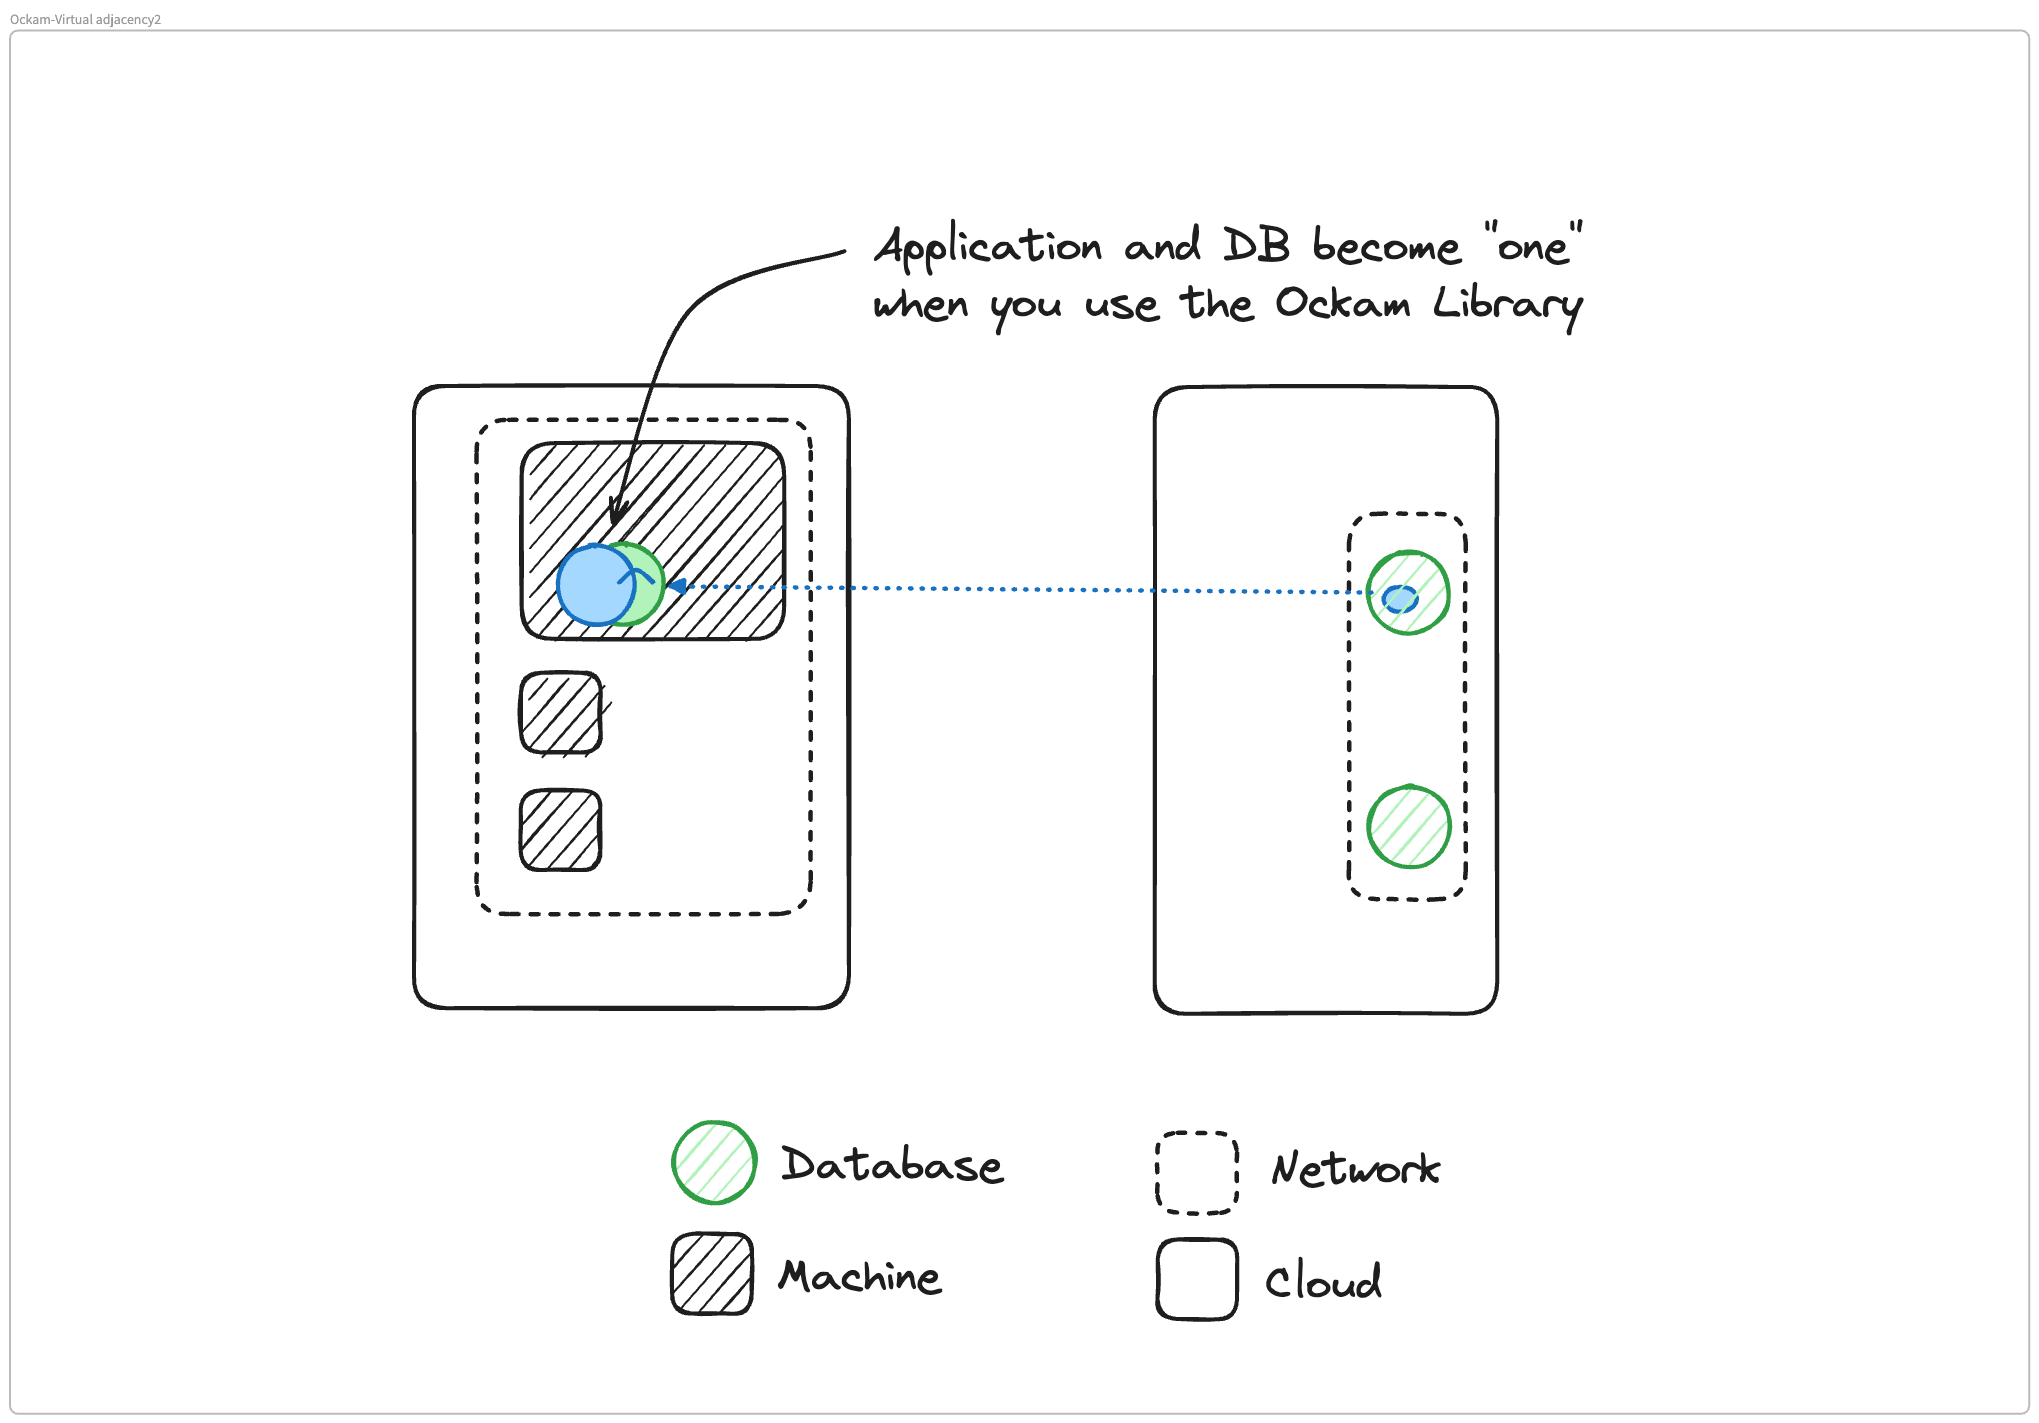 Ockam-Virtual adjacency2
Application and DB become "one"
when you use the Ockam Library
Database
Network
Machine
Cloud